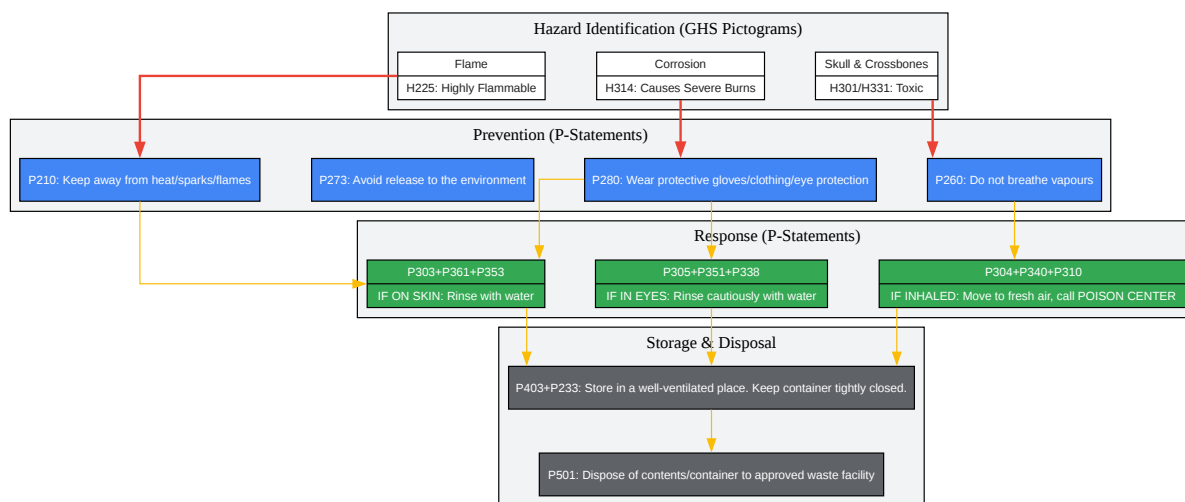 Hazard Identification (GHS Pictograms)
Flame
H225: Highly Flammable
Corrosion
H314: Causes Severe Burns
Skull & Crossbones
H301/H331: Toxic
Prevention (P-Statements)
P210: Keep away from heat/sparks/flames
P273: Avoid release to the environment
P280: Wear protective gloves/clothing/eye protection
P260: Do not breathe vapours
Response (P-Statements)
P303+P361+P353
IF ON SKIN: Rinse with water
P305+P351+P338
IF IN EYES: Rinse cautiously with water
P304+P340+P310
IF INHALED: Move to fresh air, call POISON CENTER
Storage & Disposal
P403+P233: Store in a well-ventilated place. Keep container tightly closed.
P501: Dispose of contents/container to approved waste facility